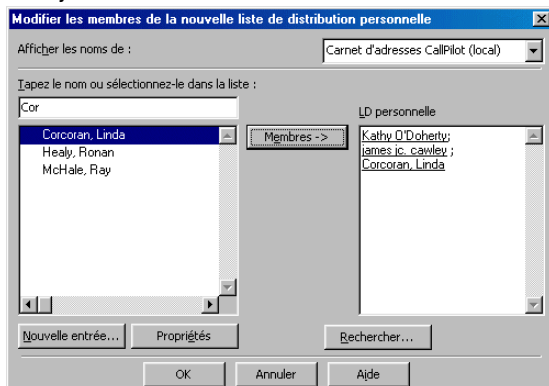 Modifier les membres de la nouvelle liste de distribution personnelle
Afficher les noms de :
Carnet d'adresses CallPilot (local)
Tapez le nom ou sélectionnez-le dans la liste :
Cor
LD personnelle
Corcoran, Linda
Healy, Ronan
McHale, Ray
Membres ->
Kathy O'Doherty;
james jc. cawley ;
Corcoran, Linda
Nouvelle entrée...
Propriétés
Rechercher...
OK
Annuler
Aide